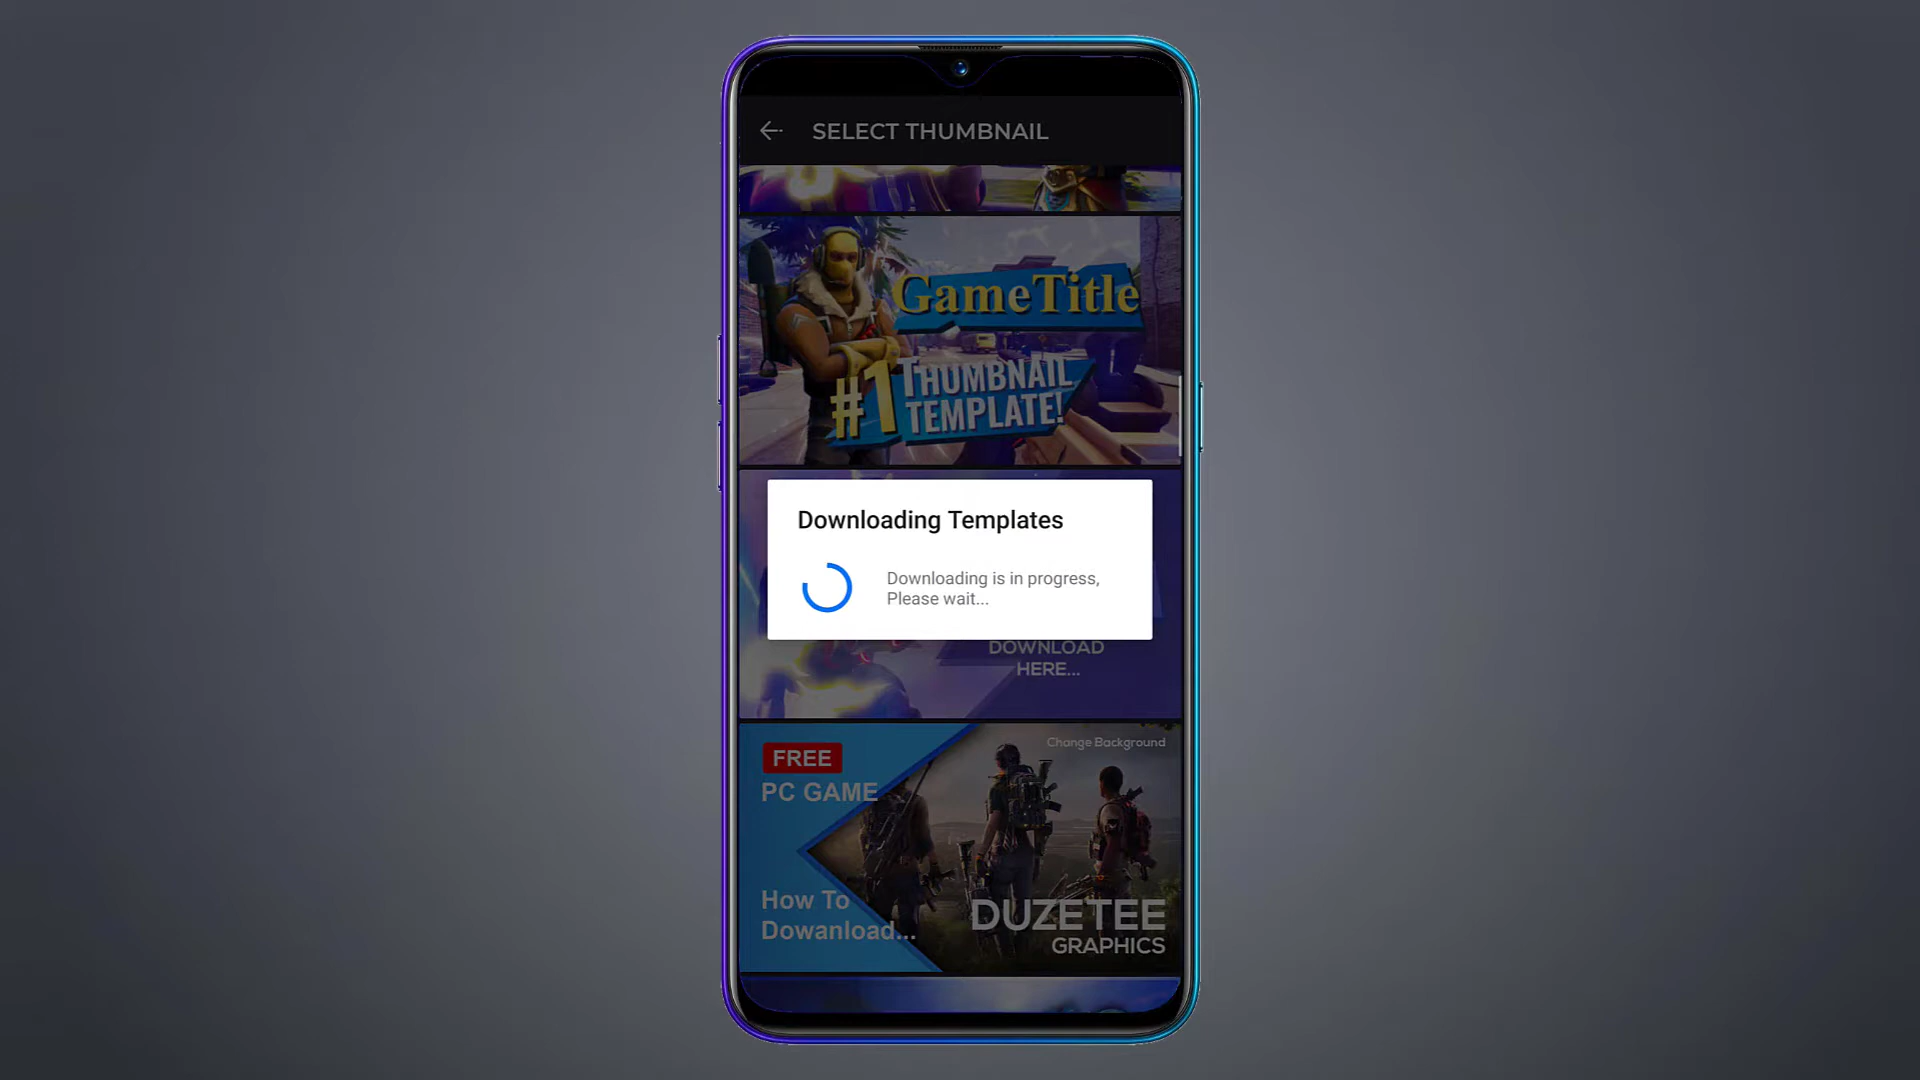 SELECT THUMBNAIL
GameTitle
#1 THUMBNAIL
TEMPLATE!
Downloading Templates
Downloading is in progress,
Please wait...
DOWNLOAD
HERE...
FREE
PC GAME
Change Background
How To
Dowanload...
DUZETEE
GRAPHICS